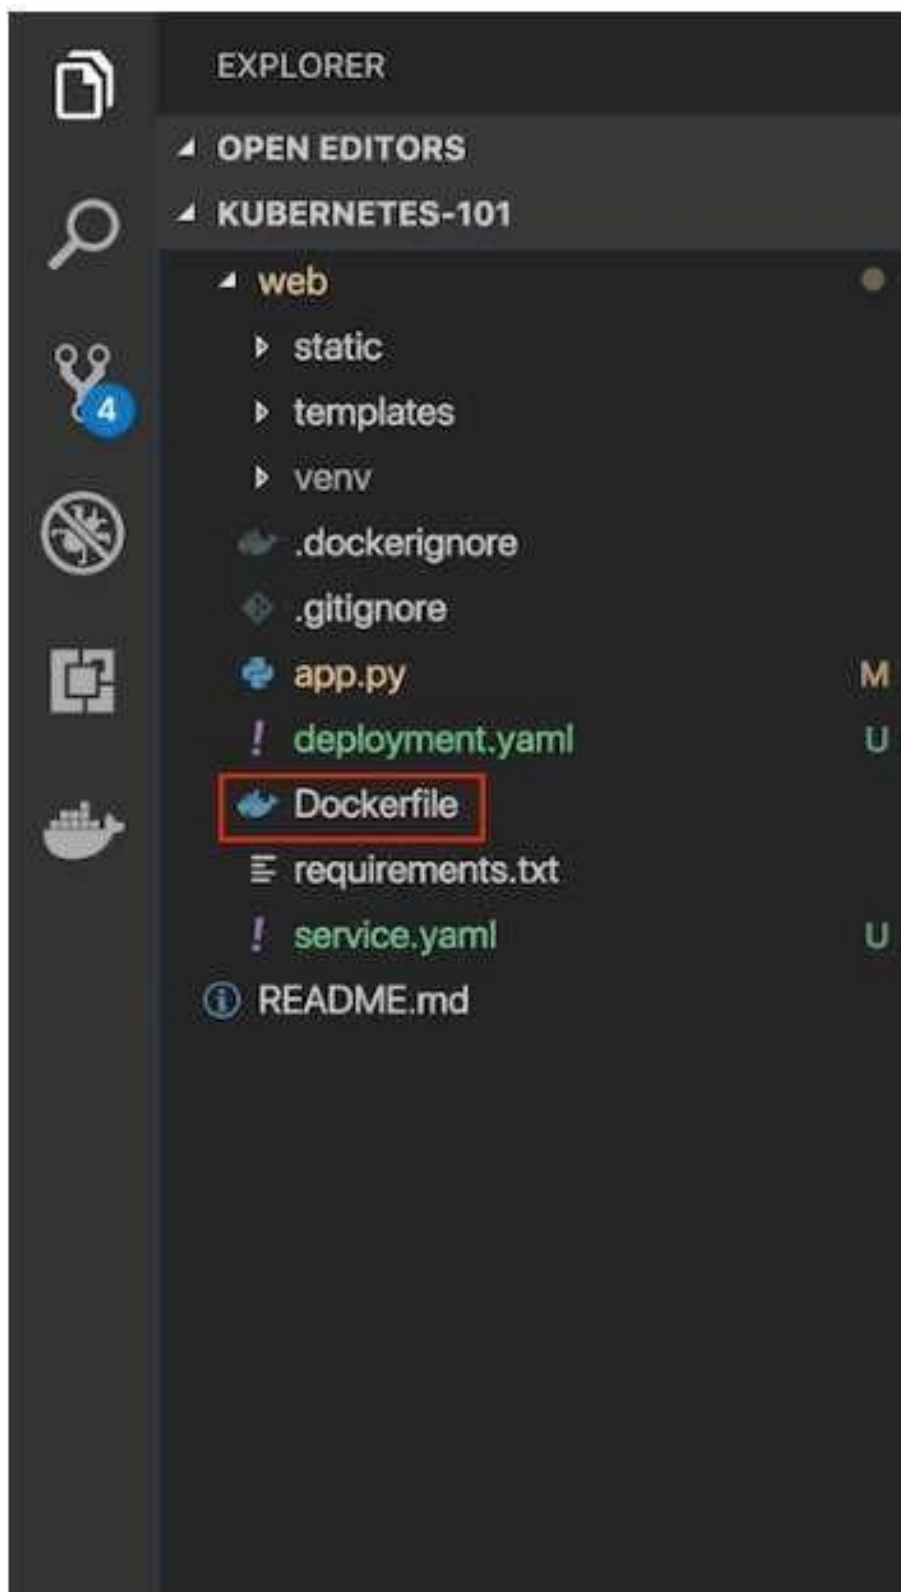 EXPLORER
OPEN EDITORS
KUBERNETES-101
web
static
templates
venv
4
.dockerignore
.gitignore
app.py M
deployment.yaml U
Dockerfile
requirements.txt
service.yaml U
README.md